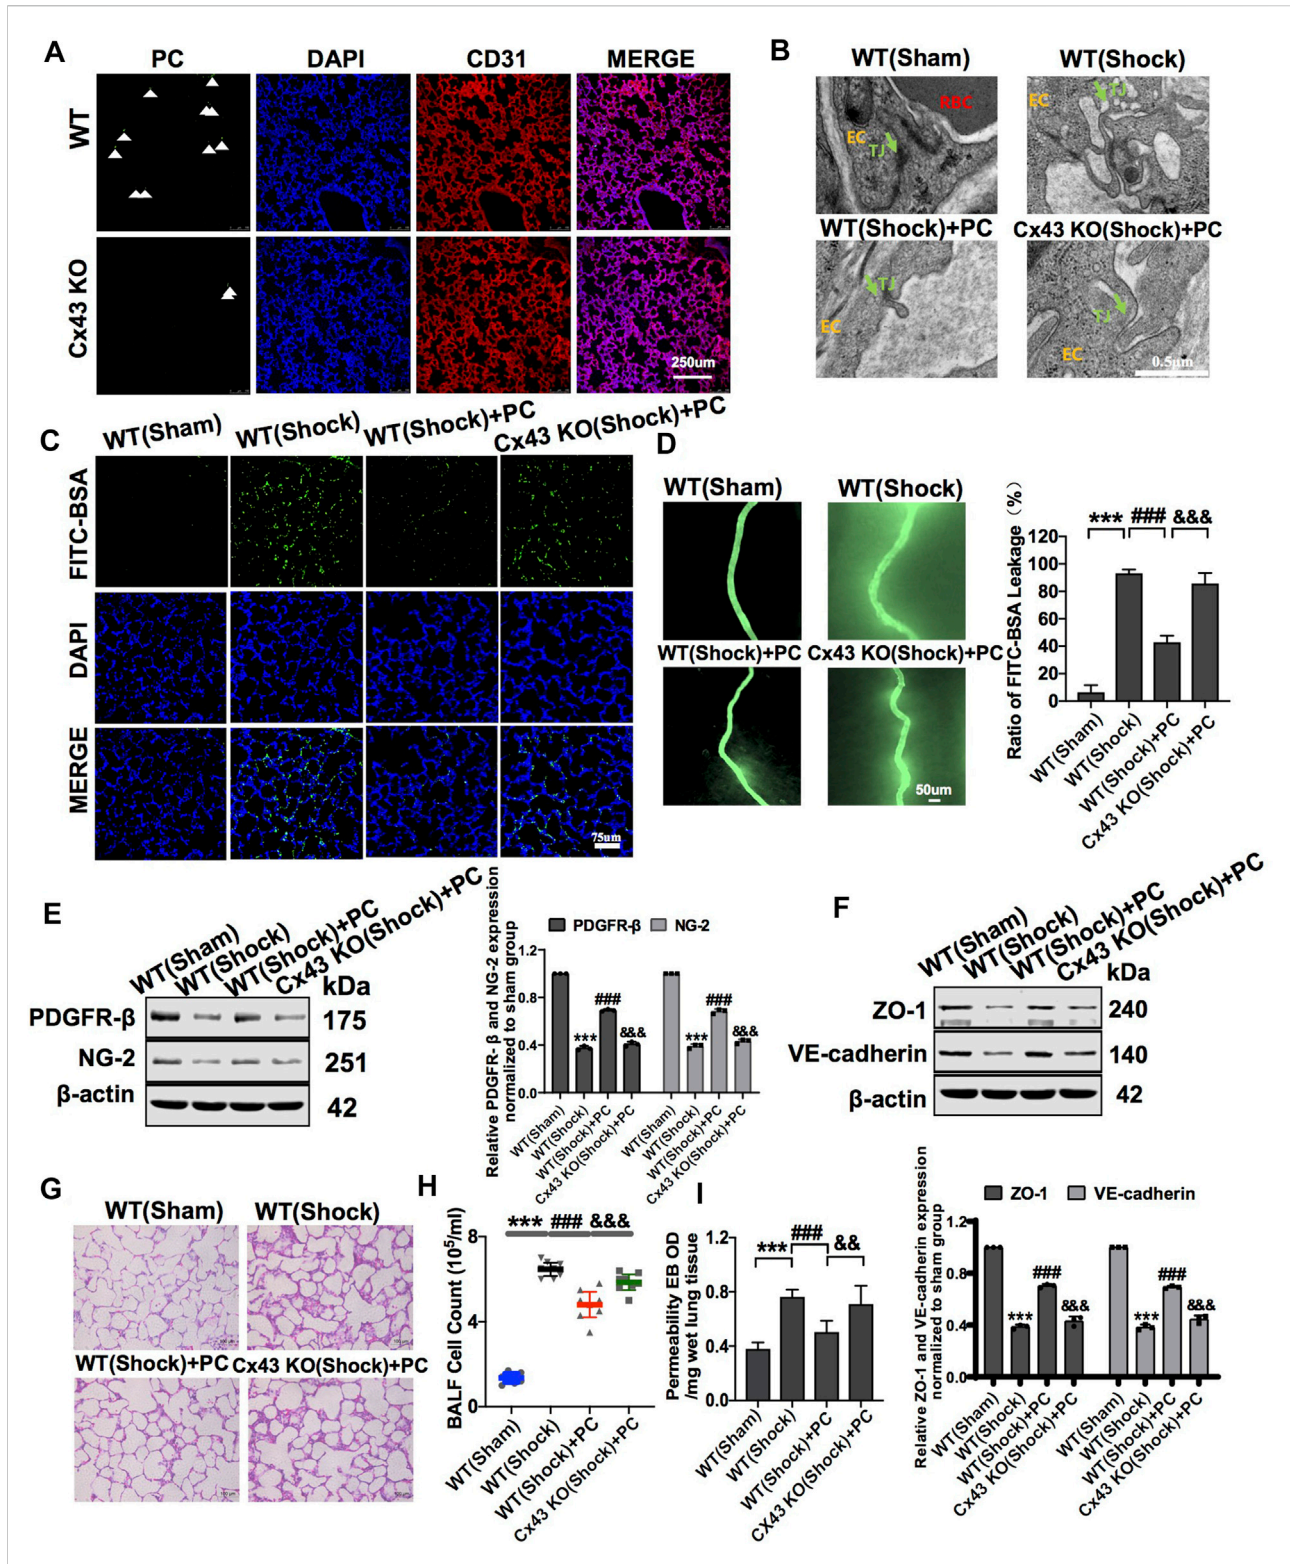 A
PC
DAPI
CD31
MERGE
WT
Cx43 KO
250um
B
WT(Sham)
WT(Shock)
RBC
EC
TJ
EC
TJ
WT(Shock)+PC
Cx43 KO(Shock)+PC
TJ
EC
TJ
EC
0.5μm
C
WT(Sham)
WT(Shock)
WT(Shock)+PC
Cx43 KO(Shock)+PC
FITC-BSA
DAPI
MERGE
75um
D
WT(Sham)
WT(Shock)
WT(Shock)+PC
Cx43 KO(Shock)+PC
50um
Ratio of FITC-BSA Leakage (%)
*** ### &&&
120
100
80
60
40
20
0
WT(Sham)
WT(Shock)
WT(Shock)+PC
Cx43 KO(Shock)+PC
E
WT(Sham)
WT(Shock)
WT(Shock)+PC
Cx43 KO(Shock)+PC
kDa
PDGFR-β
175
NG-2
251
β-actin
42
PDGFR-β
NG-2
Relative PDGFR- β and NG-2 expression
normalized to sham group
1.2
0.8
0.4
0.0
*** ### &&& *** ### &&&
WT(Sham)
WT(Shock)
WT(Shock)+PC
Cx43 KO(Shock)+PC
WT(Sham)
WT(Shock)
WT(Shock)+PC
Cx43 KO(Shock)+PC
F
WT(Sham)
WT(Shock)
WT(Shock)+PC
Cx43 KO(Shock)+PC
kDa
ZO-1
240
VE-cadherin
140
β-actin
42
ZO-1
VE-cadherin
Relative ZO-1 and VE-cadherin expression
normalized to sham group
1.2
0.8
0.4
0.0
*** ### &&& *** ### &&&
WT(Sham)
WT(Shock)
WT(Shock)+PC
Cx43 KO(Shock)+PC
WT(Sham)
WT(Shock)
WT(Shock)+PC
Cx43 KO(Shock)+PC
G
WT(Sham)
WT(Shock)
100 μm
100 μm
WT(Shock)+PC
Cx43 KO(Shock)+PC
100 μm
100 μm
H
BALF Cell Count (10⁵/ml)
*** ### &&&
8
4
0
WT(Sham)
WT(Shock)
WT(Shock)+PC
Cx43 KO(Shock)+PC
I
Permeability EB OD
/mg wet lung tissue
*** ### &&
1.2
0.8
0.4
0.0
WT(Sham)
WT(Shock)
WT(Shock)+PC
CX43 KO(Shock)+PC